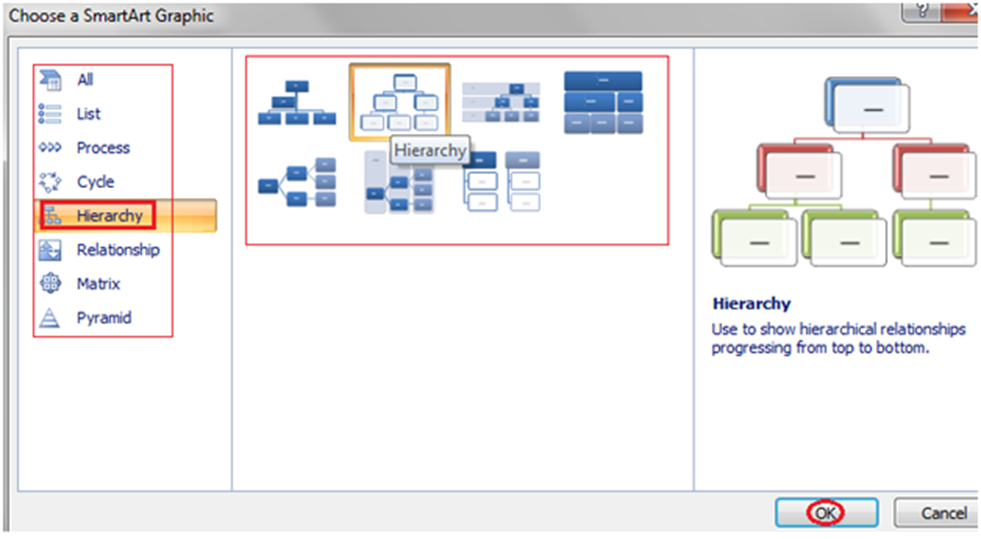 Choose a SmartArt Graphic
?
All
List
Process
Cycle
Hierarchy
Relationship
Matrix
Pyramid
Hierarchy
Hierarchy
Use to show hierarchical relationships
progressing from top to bottom.
OK
Cancel